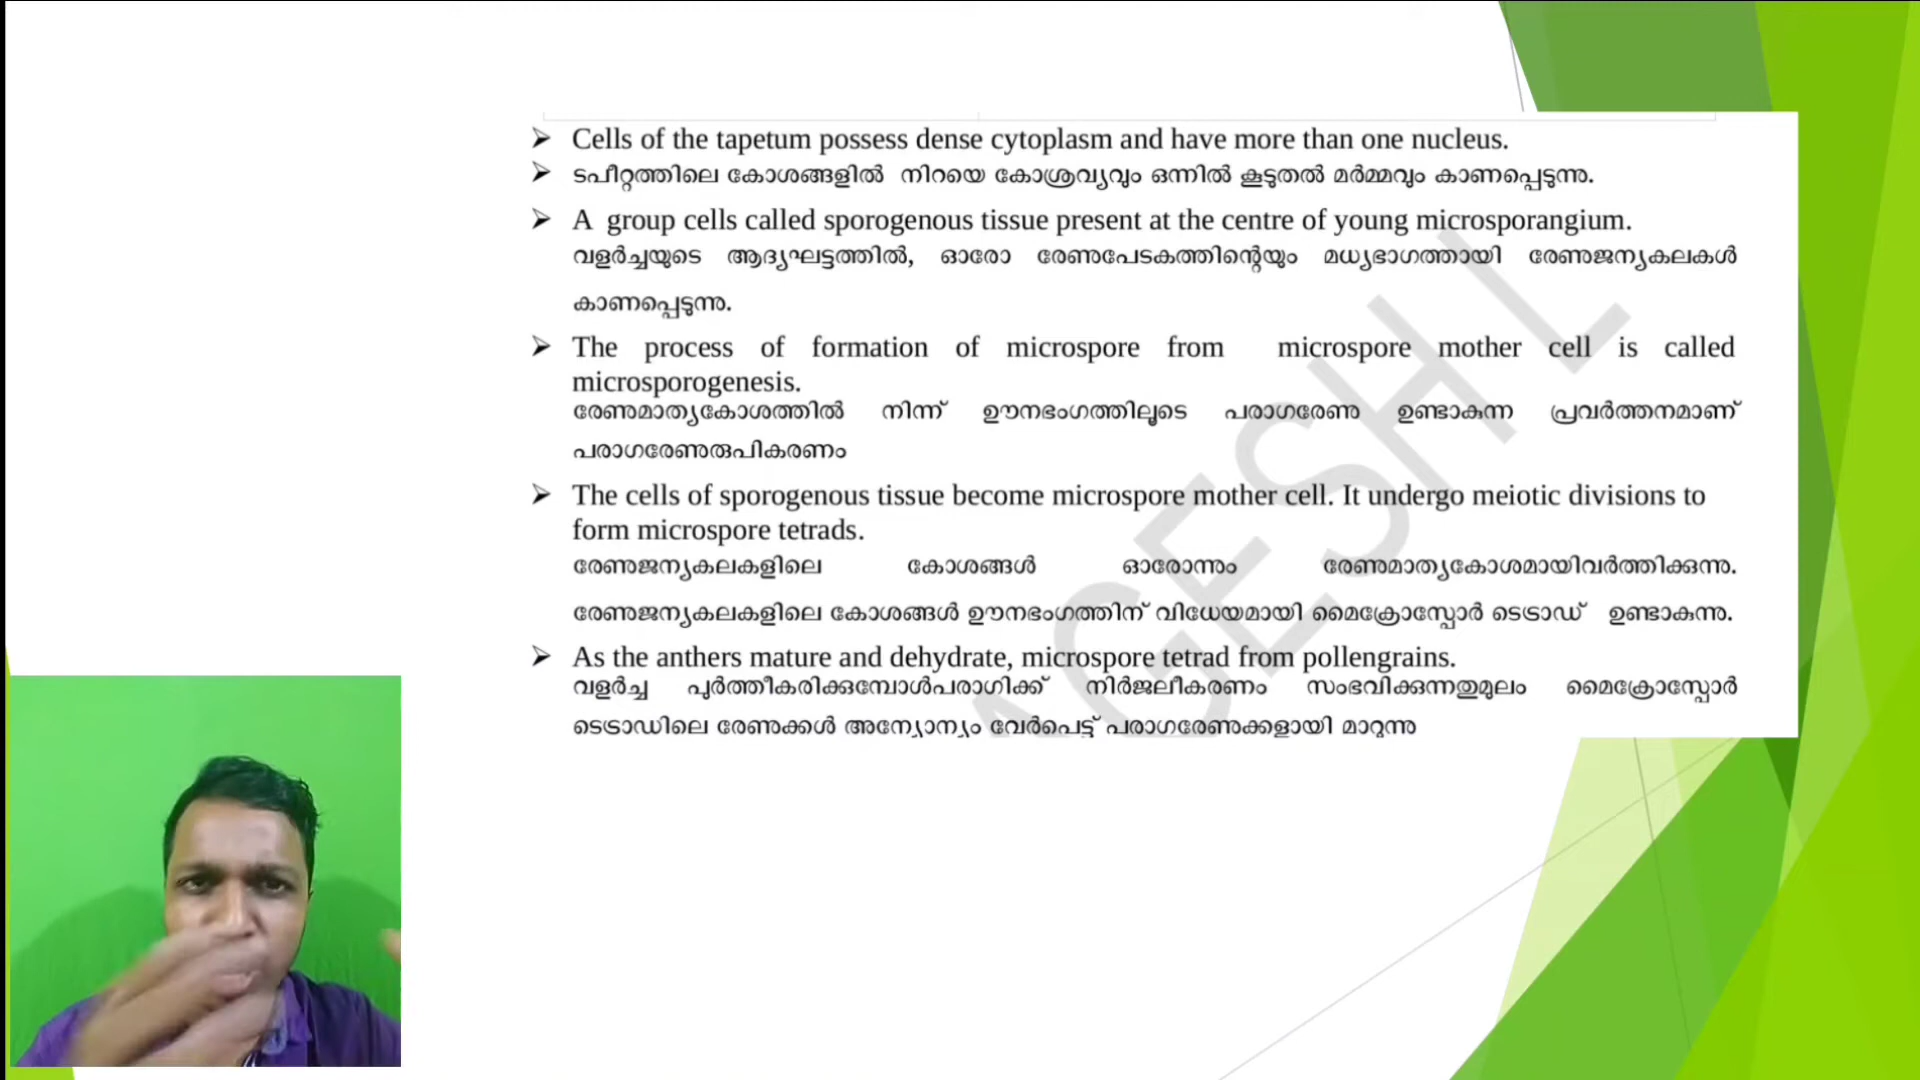 ➢ Cells of the tapetum possess dense cytoplasm and have more than one nucleus.
➢ ടപീറ്റത്തിലെ കോശങ്ങളിൽ നിറയെ കോശ്രവ്യവും ഒന്നിൽ കൂടുതൽ മർമ്മവും കാണപ്പെടുന്നു.
➢ A group cells called sporogenous tissue present at the centre of young microsporangium.
വളർച്ചയുടെ ആദ്യഘട്ടത്തിൽ, ഓരോ രേണുപേടകത്തിന്റെയും മധ്യഭാഗത്തായി രേണുജന്യകലകൾ
കാണപ്പെടുന്നു.
➢ The process of formation of microspore from microspore mother cell is called
microsporogenesis.
രേണുമാതൃകോശത്തിൽ നിന്ന് ഊനഭംഗത്തിലൂടെ പരാഗരേണു ഉണ്ടാകുന്ന പ്രവർത്തനമാണ്
പരാഗരേണുരുപികരണം
➢ The cells of sporogenous tissue become microspore mother cell. It undergo meiotic divisions to
form microspore tetrads.
രേണുജന്യകലകളിലെ കോശങ്ങൾ ഓരോന്നും രേണുമാതൃകോശമായിവർത്തിക്കുന്നു.
രേണുജന്യകലകളിലെ കോശങ്ങൾ ഊനഭംഗത്തിന് വിധേയമായി മൈക്രോസ്പോർ ടെട്രാഡ് ഉണ്ടാകുന്നു.
➢ As the anthers mature and dehydrate, microspore tetrad from pollengrains.
വളർച്ച പുർത്തീകരിക്കുമ്പോൾപരാഗിക്ക് നിർജലീകരണം സംഭവിക്കുന്നതുമൂലം മൈക്രോസ്പോർ
ടെട്രാഡിലെ രേണുക്കൾ അന്യോന്യം വേർപെട്ട് പരാഗരേണുക്കളായി മാറുന്നു
AGESH L